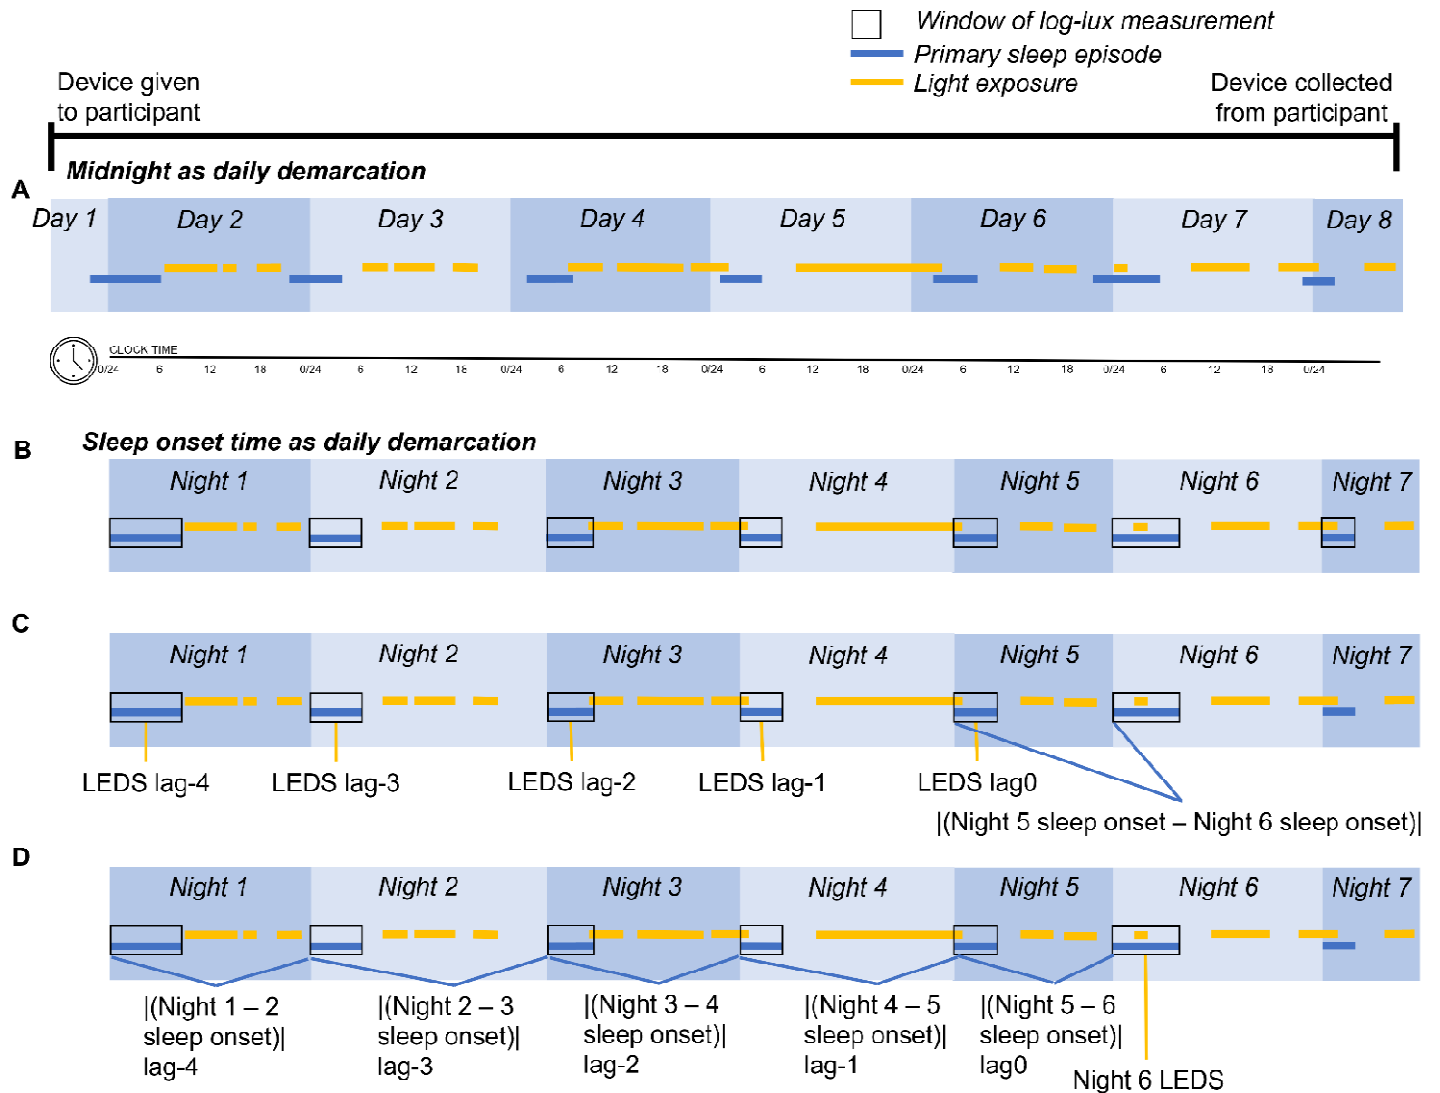 Window of log-lux measurement
Primary sleep episode
Light exposure
Device given
to participant
Device collected
from participant
Midnight as daily demarcation
A
Day 1 Day 2 Day 3 Day 4 Day 5 Day 6 Day 7 Day 8
CLOCK TIME
0/24 6 12 18 0/24 6 12 18 0/24 6 12 18 0/24 6 12 18 0/24 6 12 18 0/24 6 12 18 0/24
B
Sleep onset time as daily demarcation
Night 1 Night 2 Night 3 Night 4 Night 5 Night 6 Night 7
C
Night 1 Night 2 Night 3 Night 4 Night 5 Night 6 Night 7
LEDS lag-4 LEDS lag-3 LEDS lag-2 LEDS lag-1 LEDS lag0
|(Night 5 sleep onset – Night 6 sleep onset)|
D
Night 1 Night 2 Night 3 Night 4 Night 5 Night 6 Night 7
|(Night 1 – 2
sleep onset)|
lag-4
|(Night 2 – 3
sleep onset)|
lag-3
|(Night 3 – 4
sleep onset)|
lag-2
|(Night 4 – 5
sleep onset)|
lag-1
|(Night 5 – 6
sleep onset)|
lag0
Night 6 LEDS